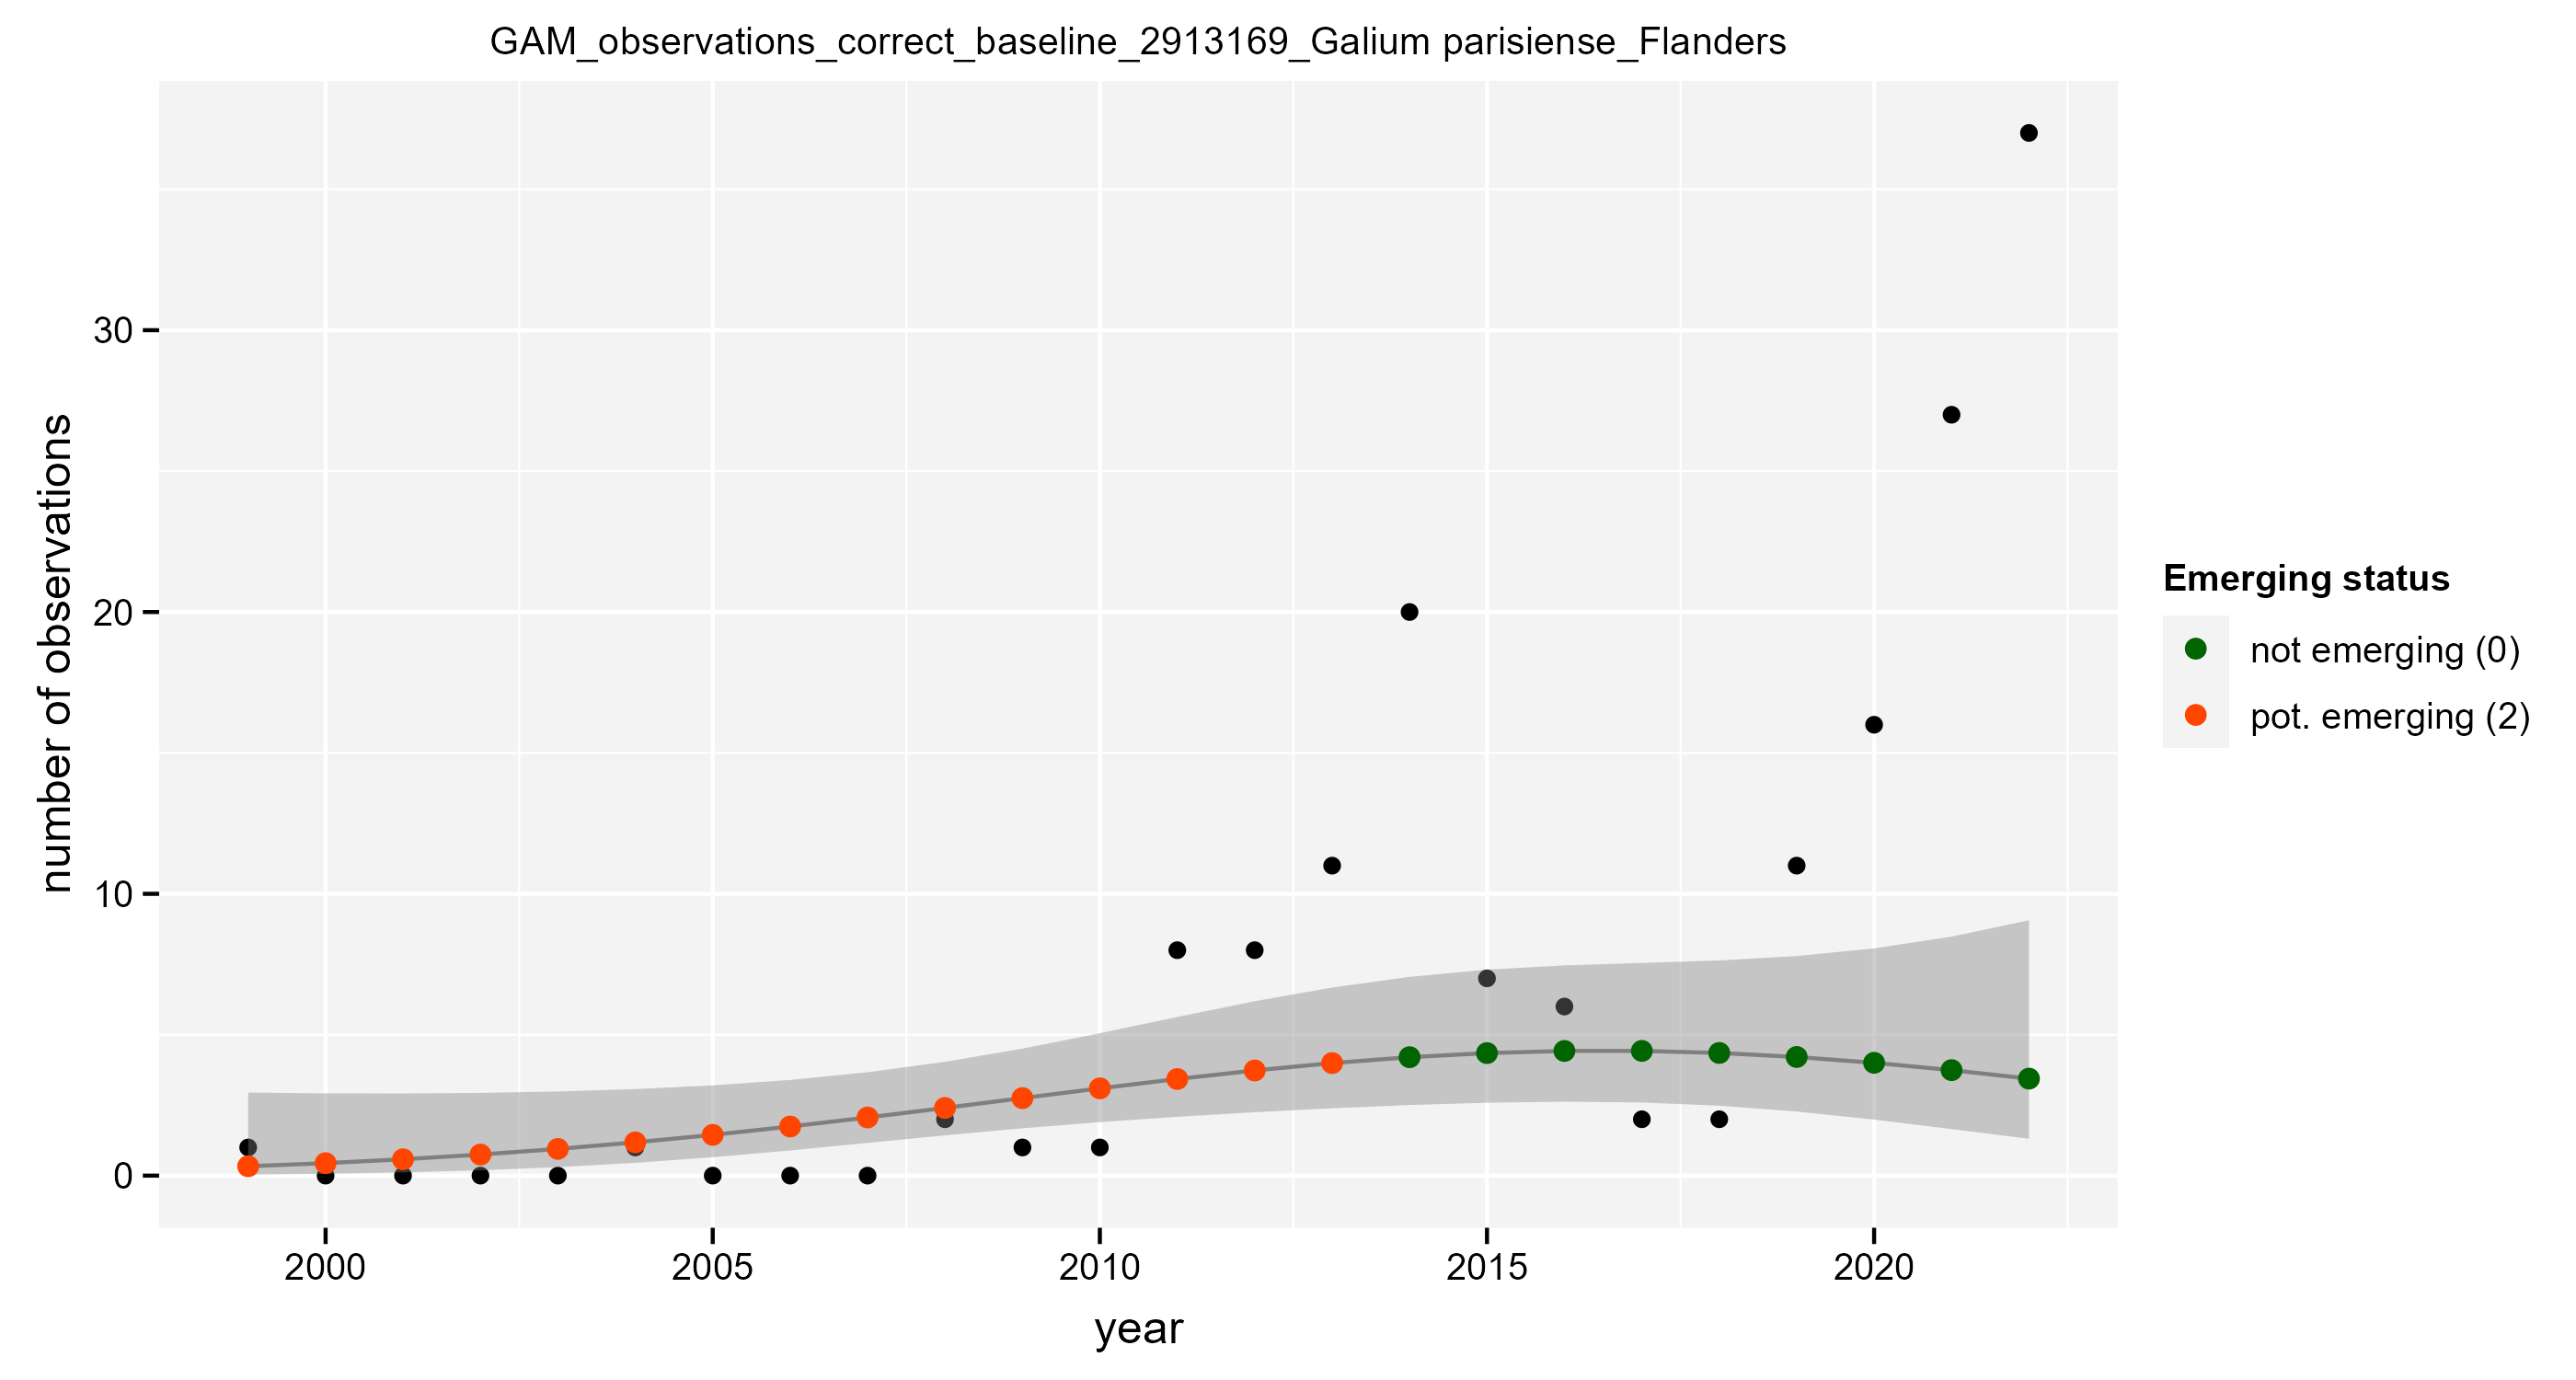 GAM_observations_correct_baseline_2913169_Galium parisiense_Flanders
number of observations
30
20
10
0
2000 2005 2010 2015 2020
year
Emerging status
not emerging (0)
pot. emerging (2)